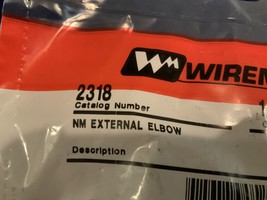 WIREM
2318
Catalog Number
NM EXTERNAL ELBOW
Description